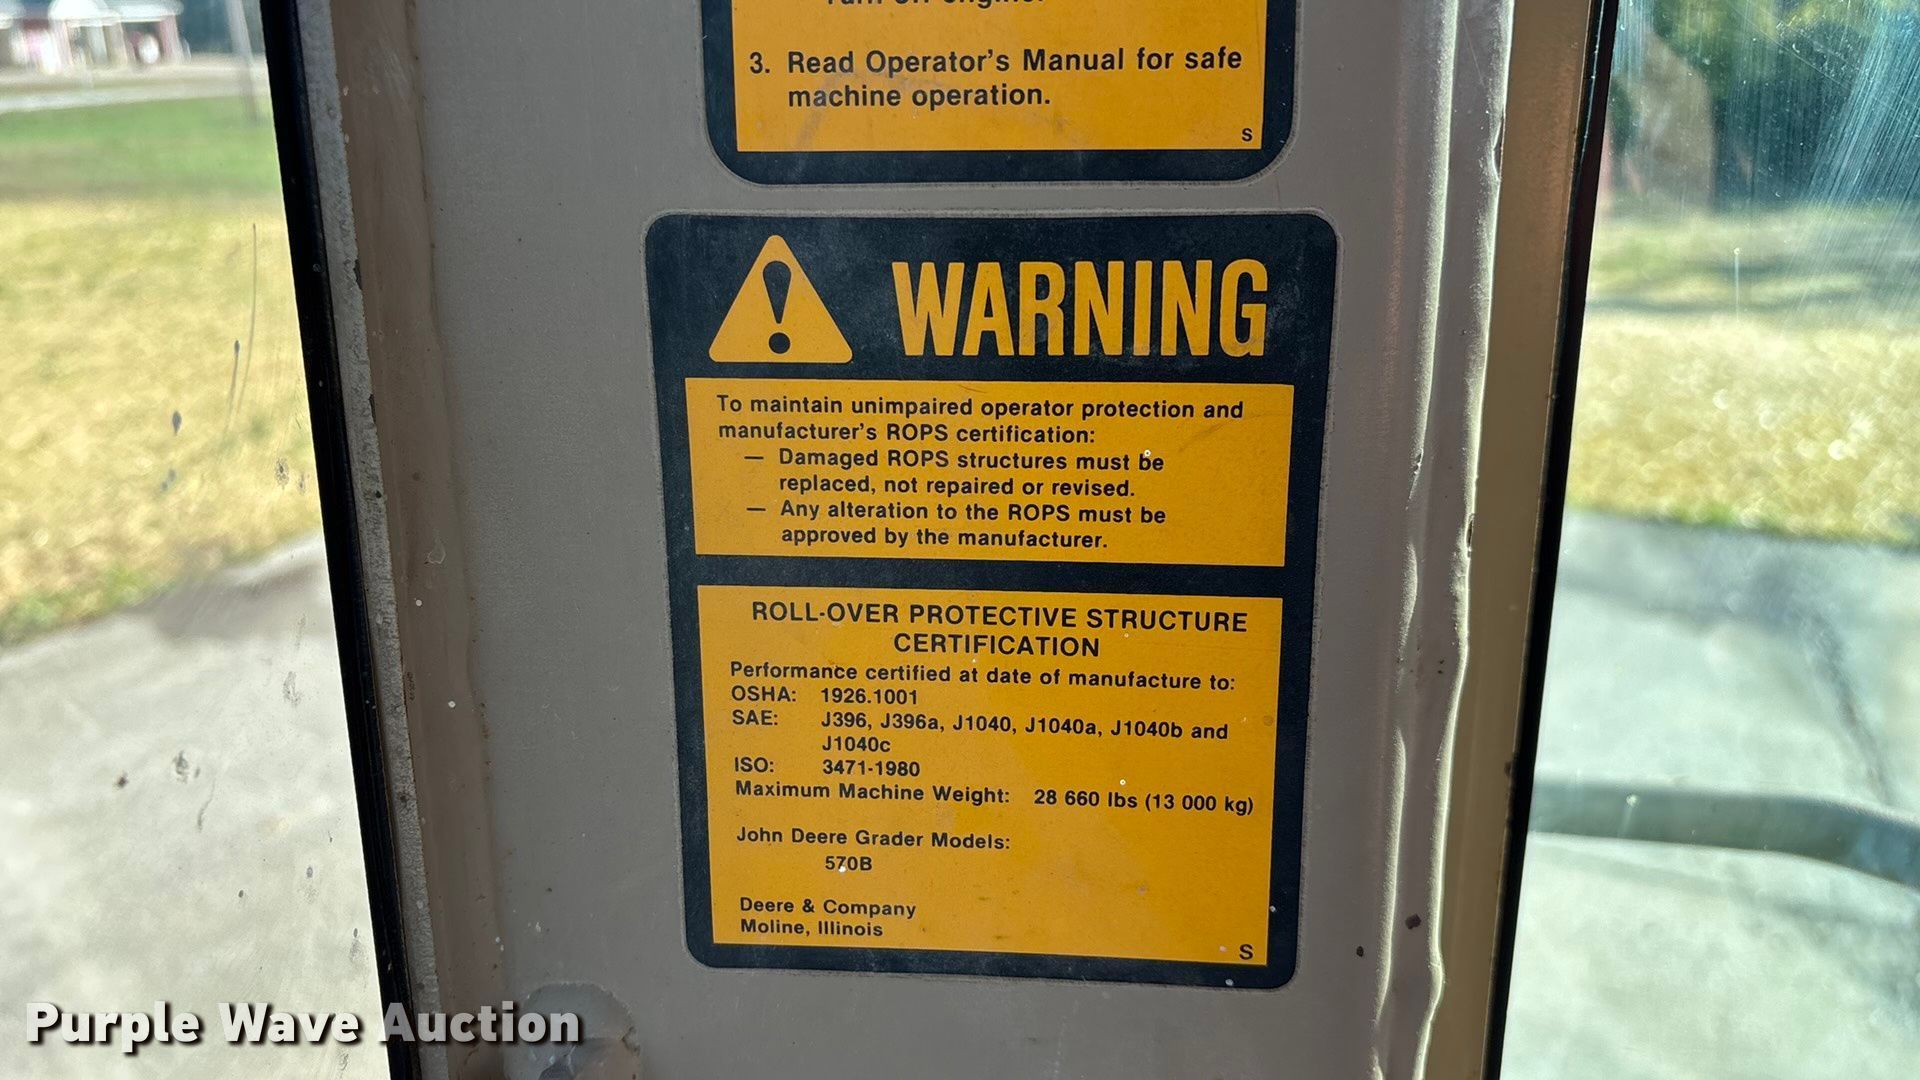 Turn off engine.
3. Read Operator's Manual for safe
machine operation.
S
WARNING
To maintain unimpaired operator protection and
manufacturer's ROPS certification:
— Damaged ROPS structures must be
replaced, not repaired or revised.
— Any alteration to the ROPS must be
approved by the manufacturer.
ROLL-OVER PROTECTIVE STRUCTURE
CERTIFICATION
Performance certified at date of manufacture to:
OSHA: 1926.1001
SAE: J396, J396a, J1040, J1040a, J1040b and
J1040c
ISO: 3471-1980
Maximum Machine Weight: 28 660 lbs (13 000 kg)
John Deere Grader Models:
570B
Deere & Company
Moline, Illinois
S
Purple Wave Auction